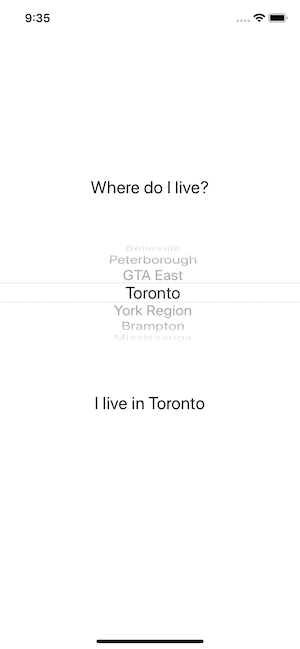 9:35
Where do I live?
Belleville
Peterborough
GTA East
Toronto
York Region
Brampton
Mississauga
I live in Toronto